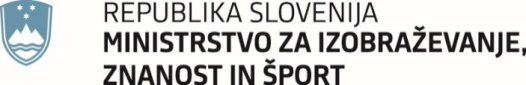 REPUBLIKA SLOVENIJA
MINISTRSTVO ZA IZOBRAŽEVANJE,
ZNANOST IN ŠPORT